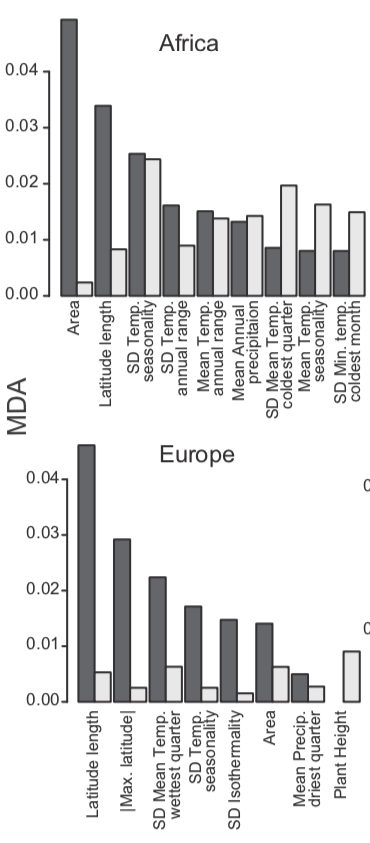 Africa
0.04
0.03
0.02
0.01
0.00
Area
Latitude length
SD Temp.
seasonality
SD Temp.
annual range
Mean Temp.
annual range
Mean Annual
precipitaion
SD Mean Temp.
coldest quarter
Mean Temp.
seasonality
SD Min. temp.
coldest month
MDA
Europe
0.04
0.03
0.02
0.01
0.00
Latitude length
|Max. latitude|
SD Mean Temp.
wettest quarter
SD Temp.
seasonality
SD Isothermality
Area
Mean Precip.
driest quarter
Plant Height
0
0